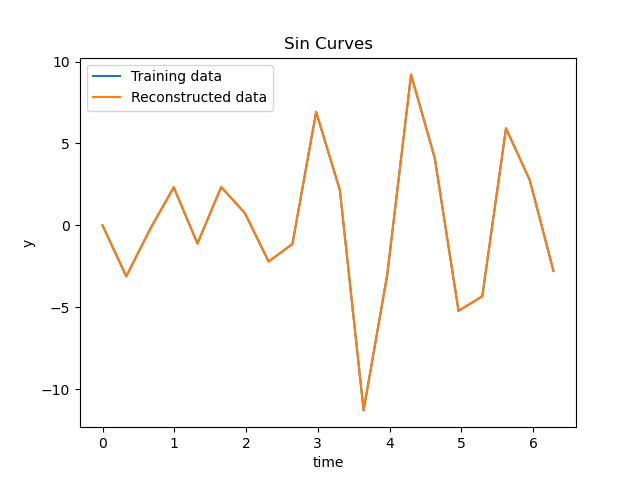 Sin Curves
Training data
Reconstructed data
10
5
0
−5
−10
y
0 1 2 3 4 5 6
time